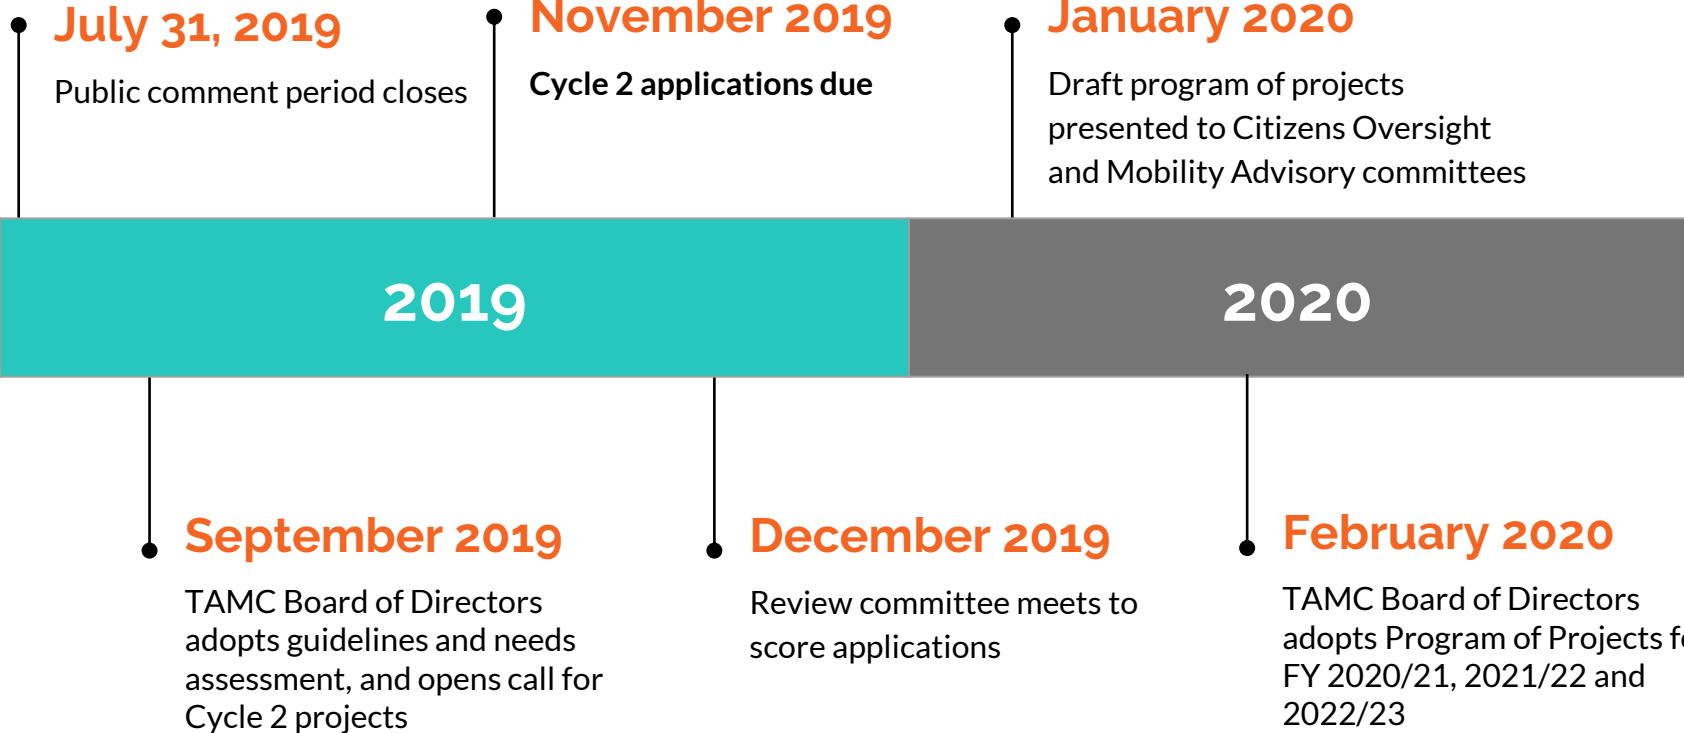 July 31, 2019
Public comment period closes
November 2019
Cycle 2 applications due
January 2020
Draft program of projects
presented to Citizens Oversight
and Mobility Advisory committees
2019
2020
September 2019
TAMC Board of Directors
adopts guidelines and needs
assessment, and opens call for
Cycle 2 projects
December 2019
Review committee meets to
score applications
February 2020
TAMC Board of Directors
adopts Program of Projects
FY 2020/21, 2021/22 and
2022/23